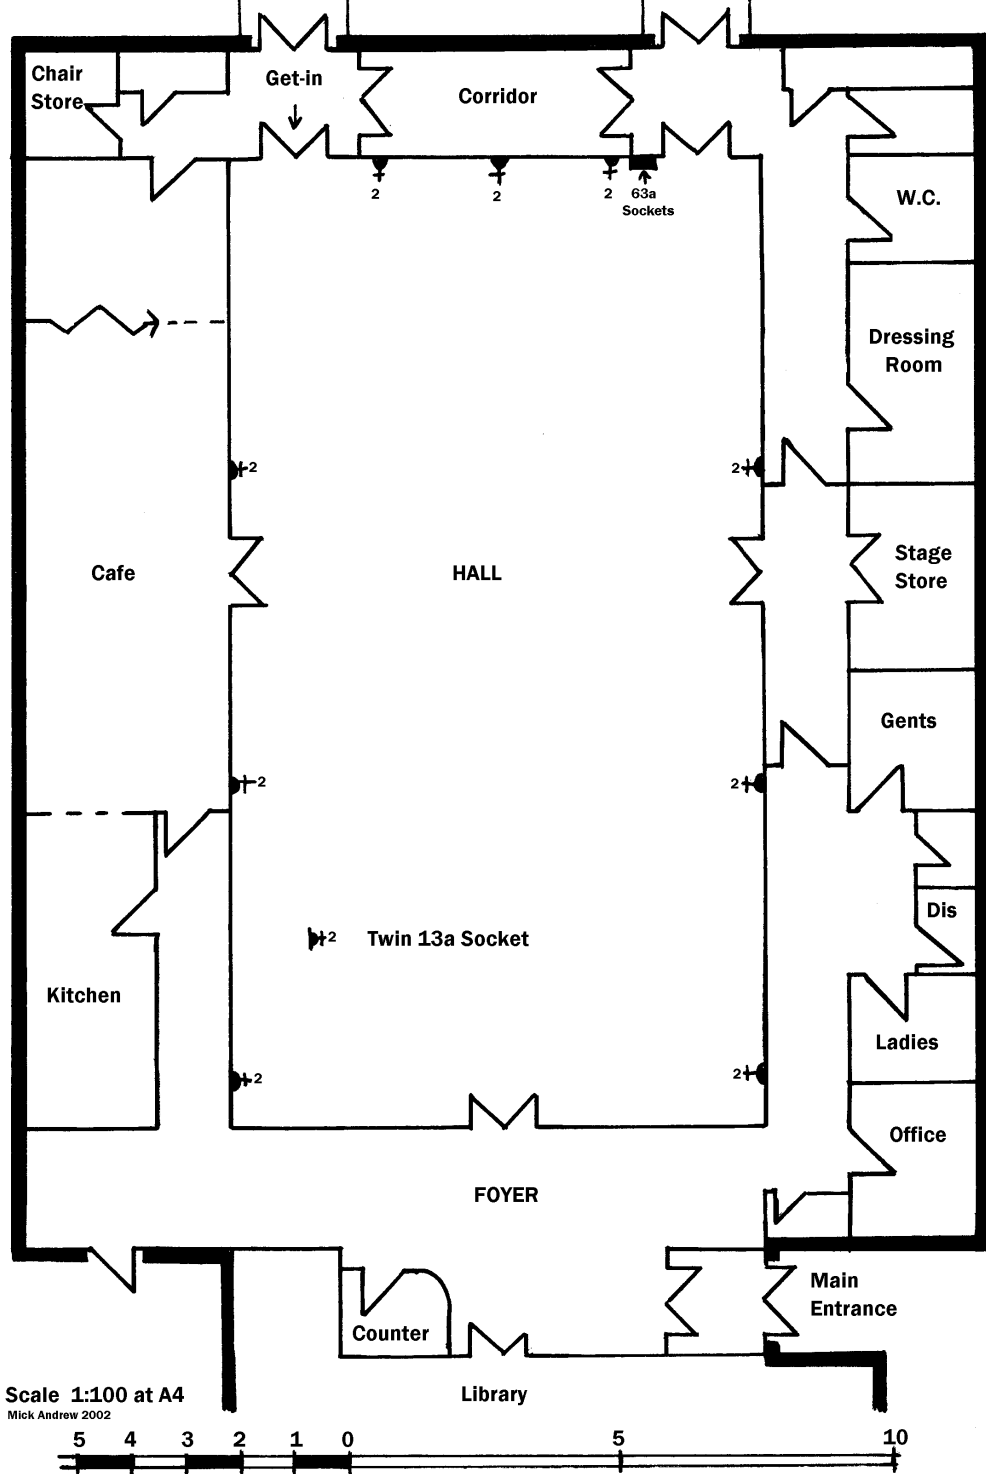 Chair
Store
Get-in
Corridor
2
2
2
63a
Sockets
W.C.
Dressing
Room
2
2
Cafe
HALL
Stage
Store
Gents
2
2
Dis
2
Twin 13a Socket
Kitchen
Ladies
2
2
Office
FOYER
Main
Entrance
Counter
Library
Scale 1:100 at A4
Mick Andrew 2002
5 4 3 2 1 0 5 10